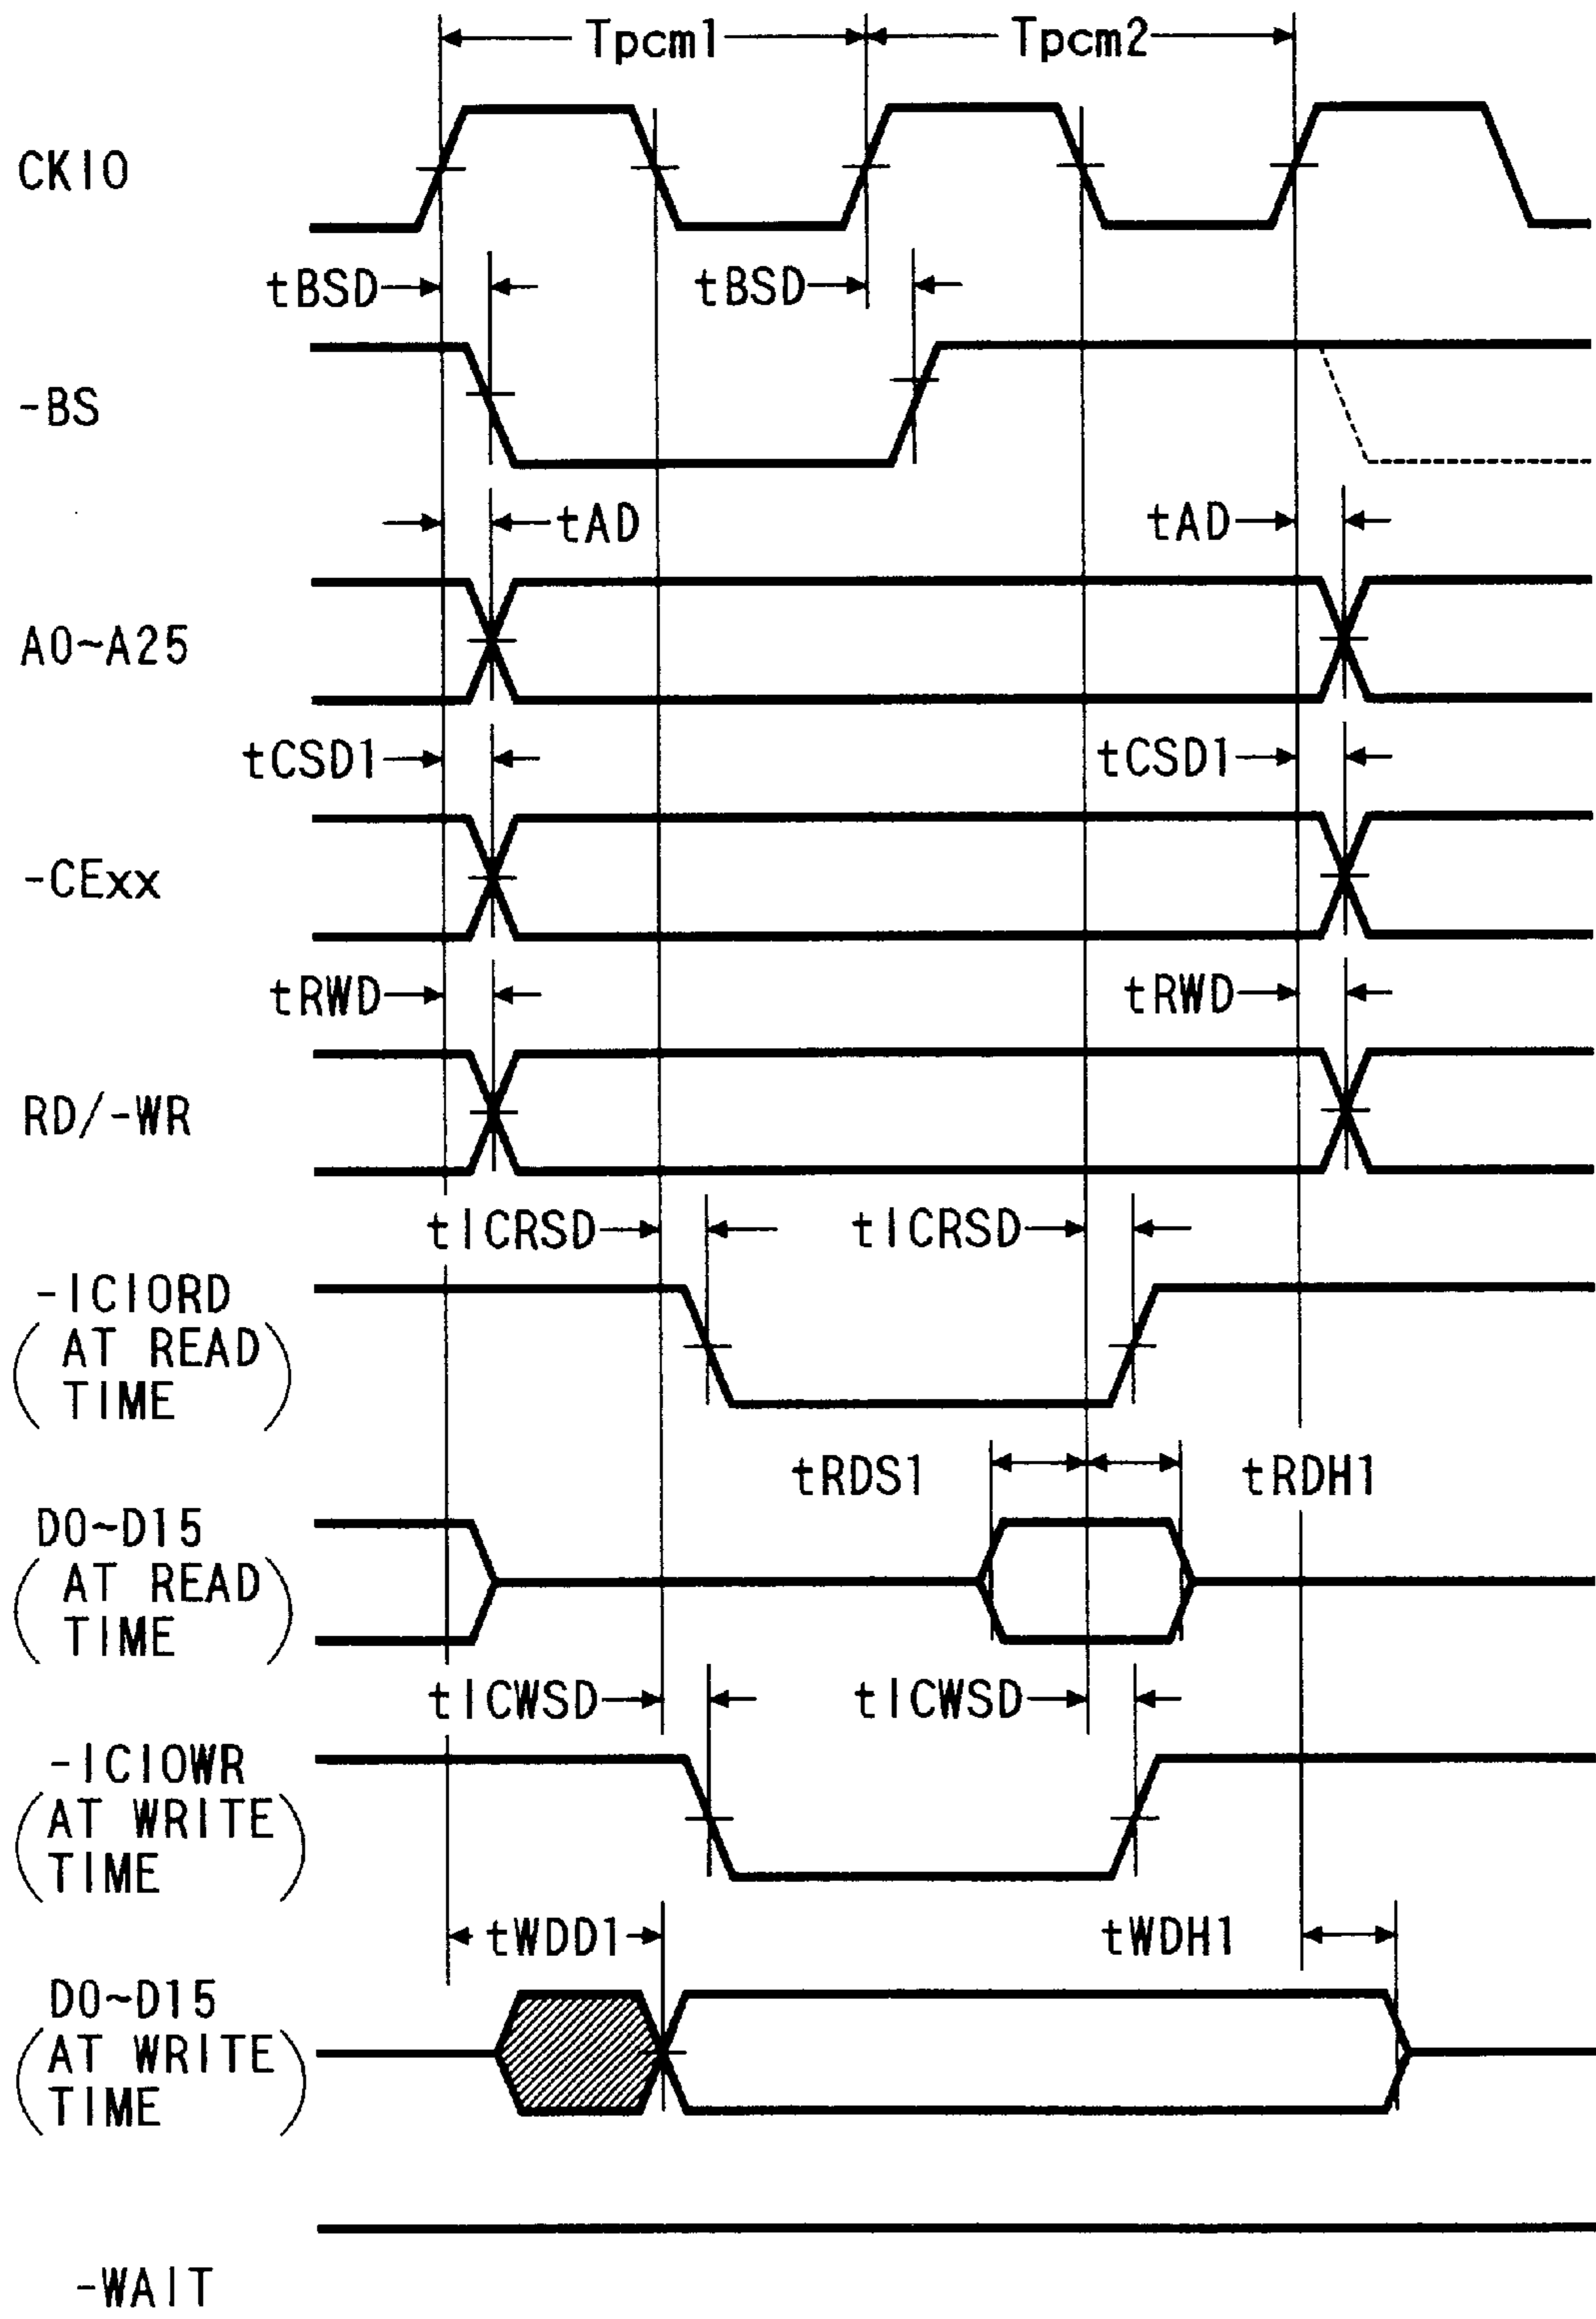 Tpcm1 Tpcm2
CKIO
tBSD tBSD
-BS
tAD tAD
A0~A25
tCSD1 tCSD1
-CExx
tRWD tRWD
RD/-WR
tICRSD tICRSD
-ICIORD
(AT READ
TIME)
tRDS1 tRDH1
D0~D15
(AT READ
TIME)
tICWSD tICWSD
-ICIOWR
(AT WRITE
TIME)
tWDD1 tWDH1
D0~D15
(AT WRITE
TIME)
-WAIT